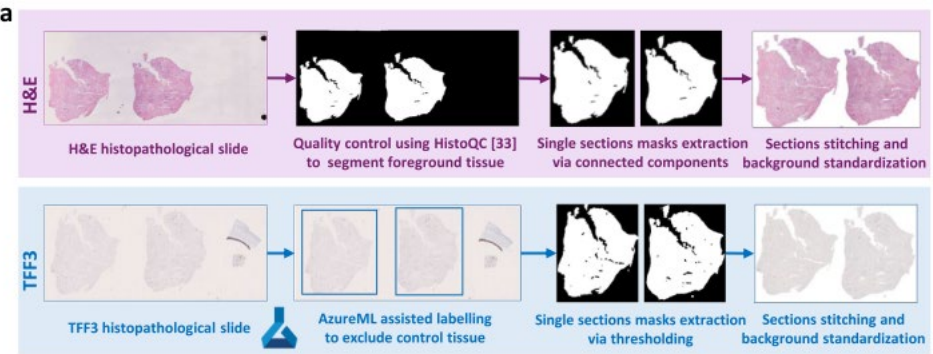 a
H&E
H&E histopathological slide
Quality control using HistoQC [33]
to segment foreground tissue
Single sections masks extraction
via connected components
Sections stitching and
background standardization
TFF3
TFF3 histopathological slide
AzureML assisted labelling
to exclude control tissue
Single sections masks extraction
via thresholding
Sections stitching and
background standardization